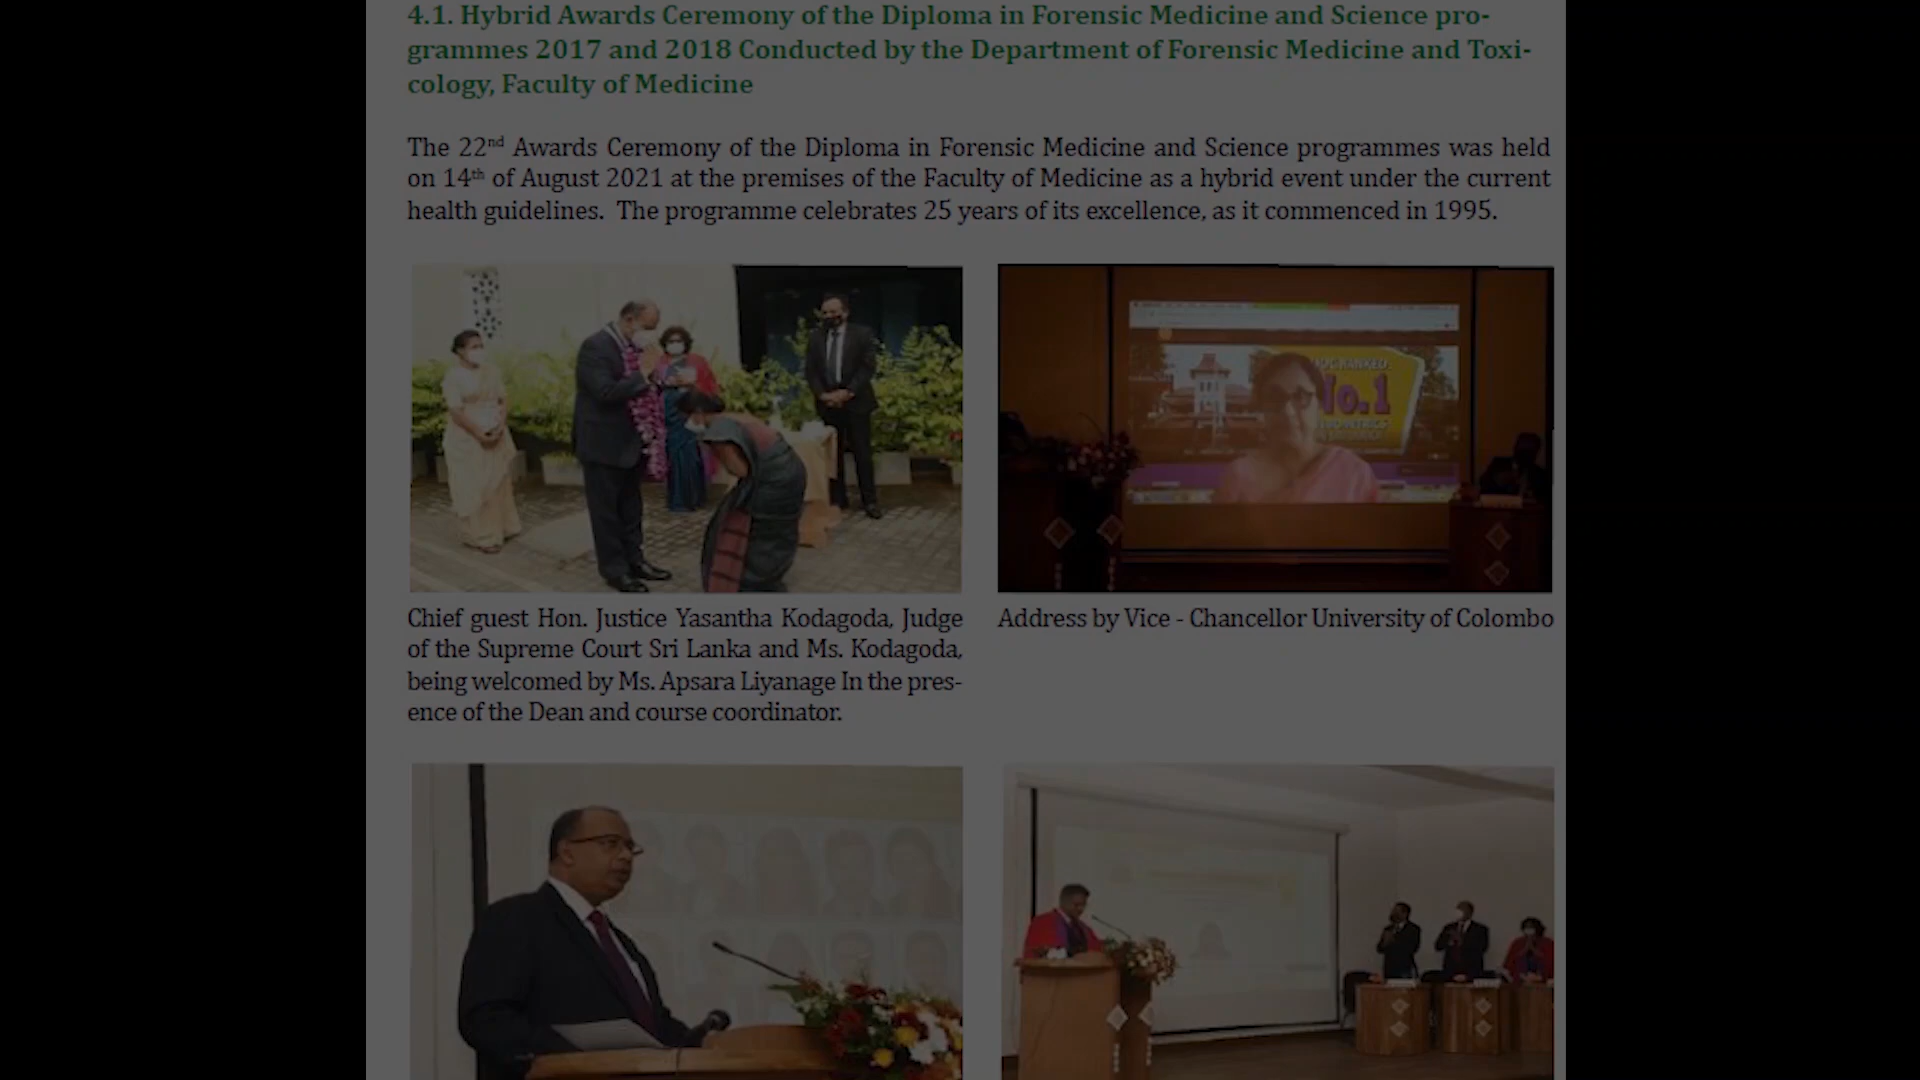 4.1. Hybrid Awards Ceremony of the Diploma in Forensic Medicine and Science pro-
grammes 2017 and 2018 Conducted by the Department of Forensic Medicine and Toxi-
cology, Faculty of Medicine
The 22nd Awards Ceremony of the Diploma in Forensic Medicine and Science programmes was held
on 14th of August 2021 at the premises of the Faculty of Medicine as a hybrid event under the current
health guidelines. The programme celebrates 25 years of its excellence, as it commenced in 1995.
RANKED
No.1
Chief guest Hon. Justice Yasantha Kodagoda, Judge
of the Supreme Court Sri Lanka and Ms. Kodagoda,
being welcomed by Ms. Apsara Liyanage In the pres-
ence of the Dean and course coordinator.
Address by Vice - Chancellor University of Colombo